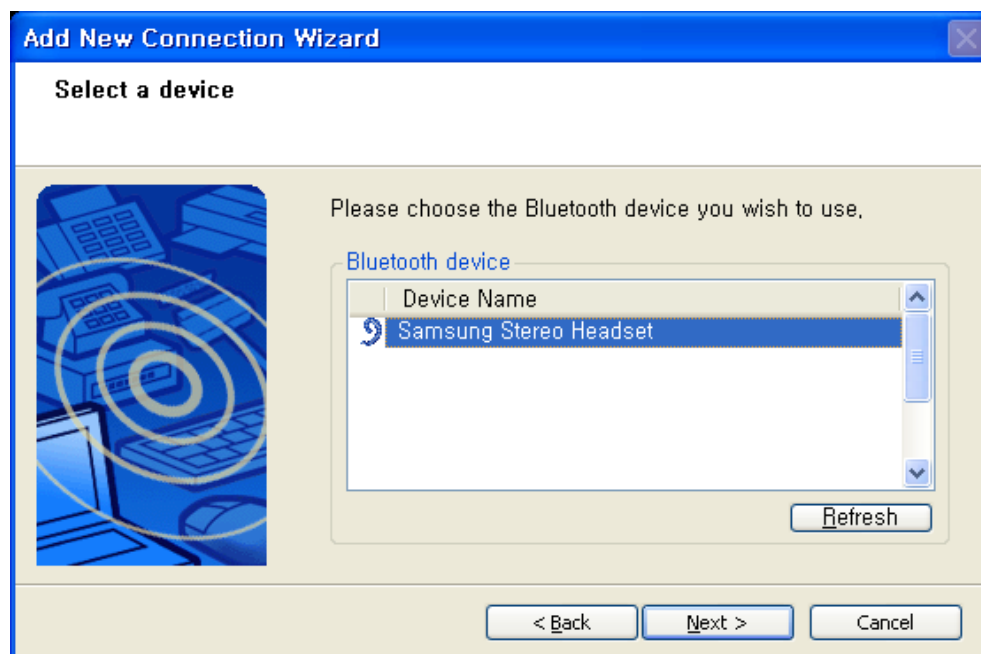 Add New Connection Wizard
Select a device
Please choose the Bluetooth device you wish to use,
Bluetooth device
Device Name
Samsung Stereo Headset
Refresh
< Back Next > Cancel